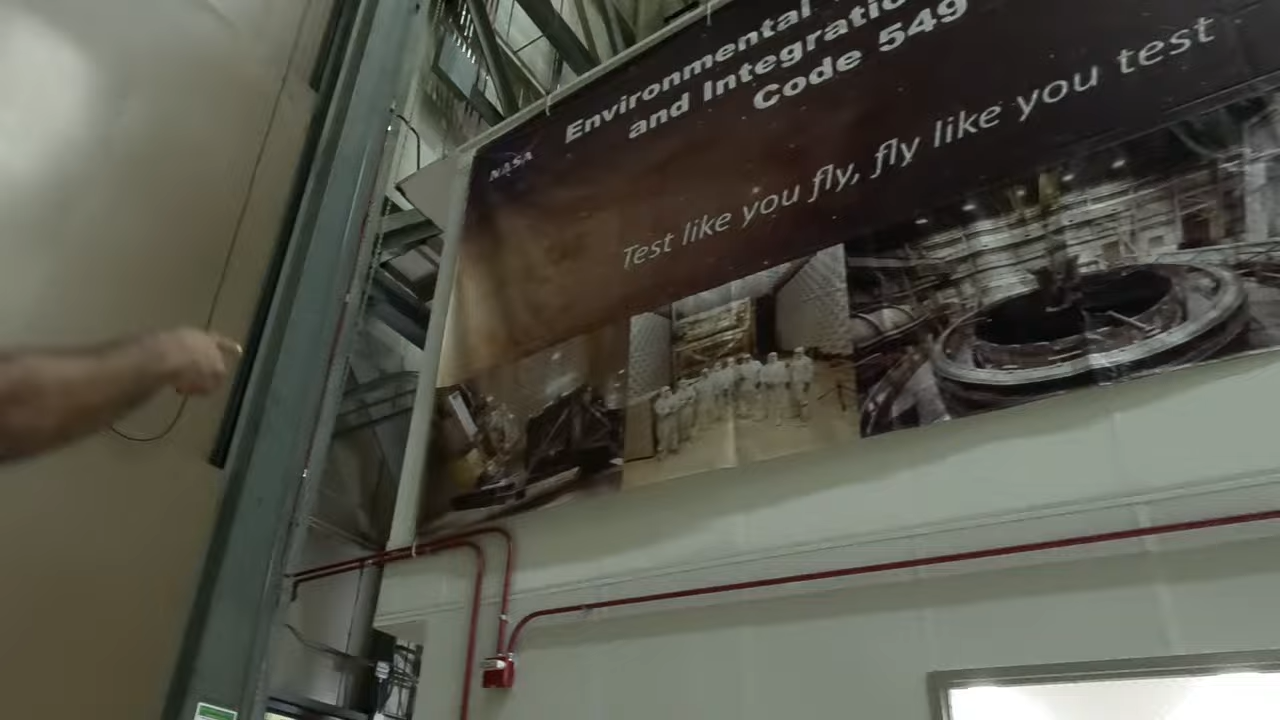 Environmental
and Integratio
Code 549
NASA
Test like you fly, fly like you test